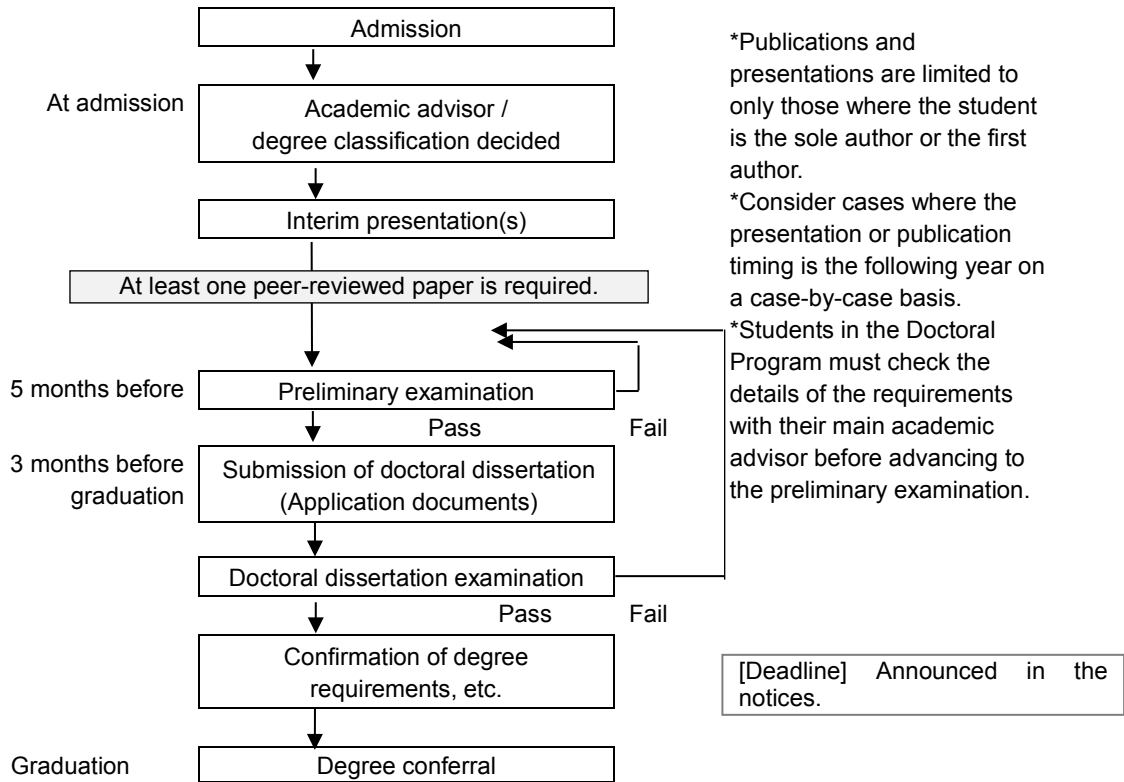 Admission
At admission
Academic advisor /
degree classification decided
Interim presentation(s)
At least one peer-reviewed paper is required.
5 months before
Preliminary examination
Pass
Fail
3 months before
graduation
Submission of doctoral dissertation
(Application documents)
Doctoral dissertation examination
Pass
Fail
Confirmation of degree
requirements, etc.
Graduation
Degree conferral
*Publications and
presentations are limited to
only those where the student
is the sole author or the first
author.
*Consider cases where the
presentation or publication
timing is the following year on
a case-by-case basis.
*Students in the Doctoral
Program must check the
details of the requirements
with their main academic
advisor before advancing to
the preliminary examination.
[Deadline] Announced in the
notices.